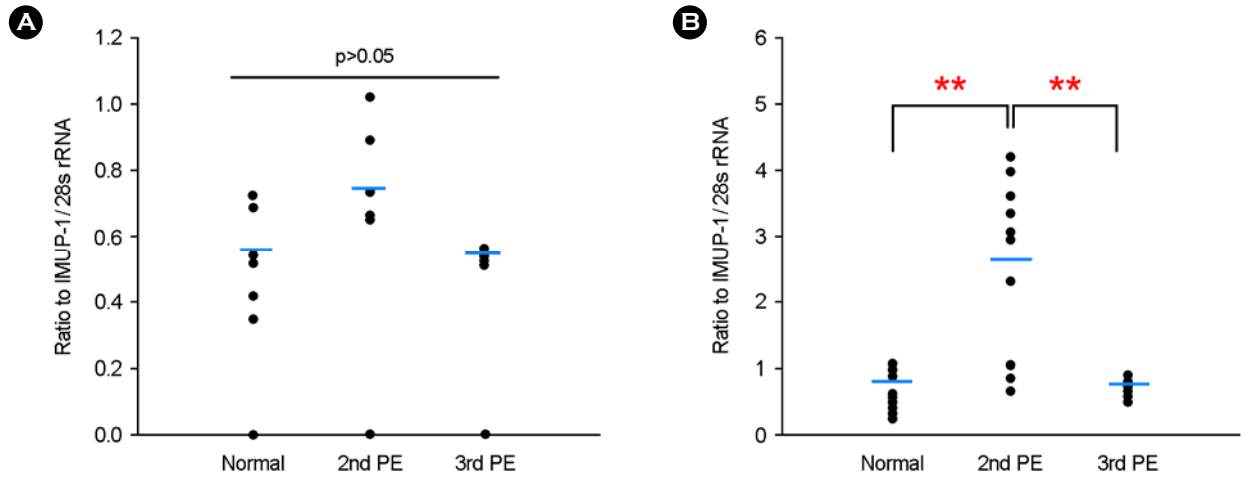 A
1.2
1.0
0.8
0.6
0.4
0.2
0.0
Ratio to IMUP-1/28s rRNA
p>0.05
Normal 2nd PE 3rd PE
B
6
5
4
3
2
1
0
Ratio to IMUP-1/28s rRNA
** **
Normal 2nd PE 3rd PE